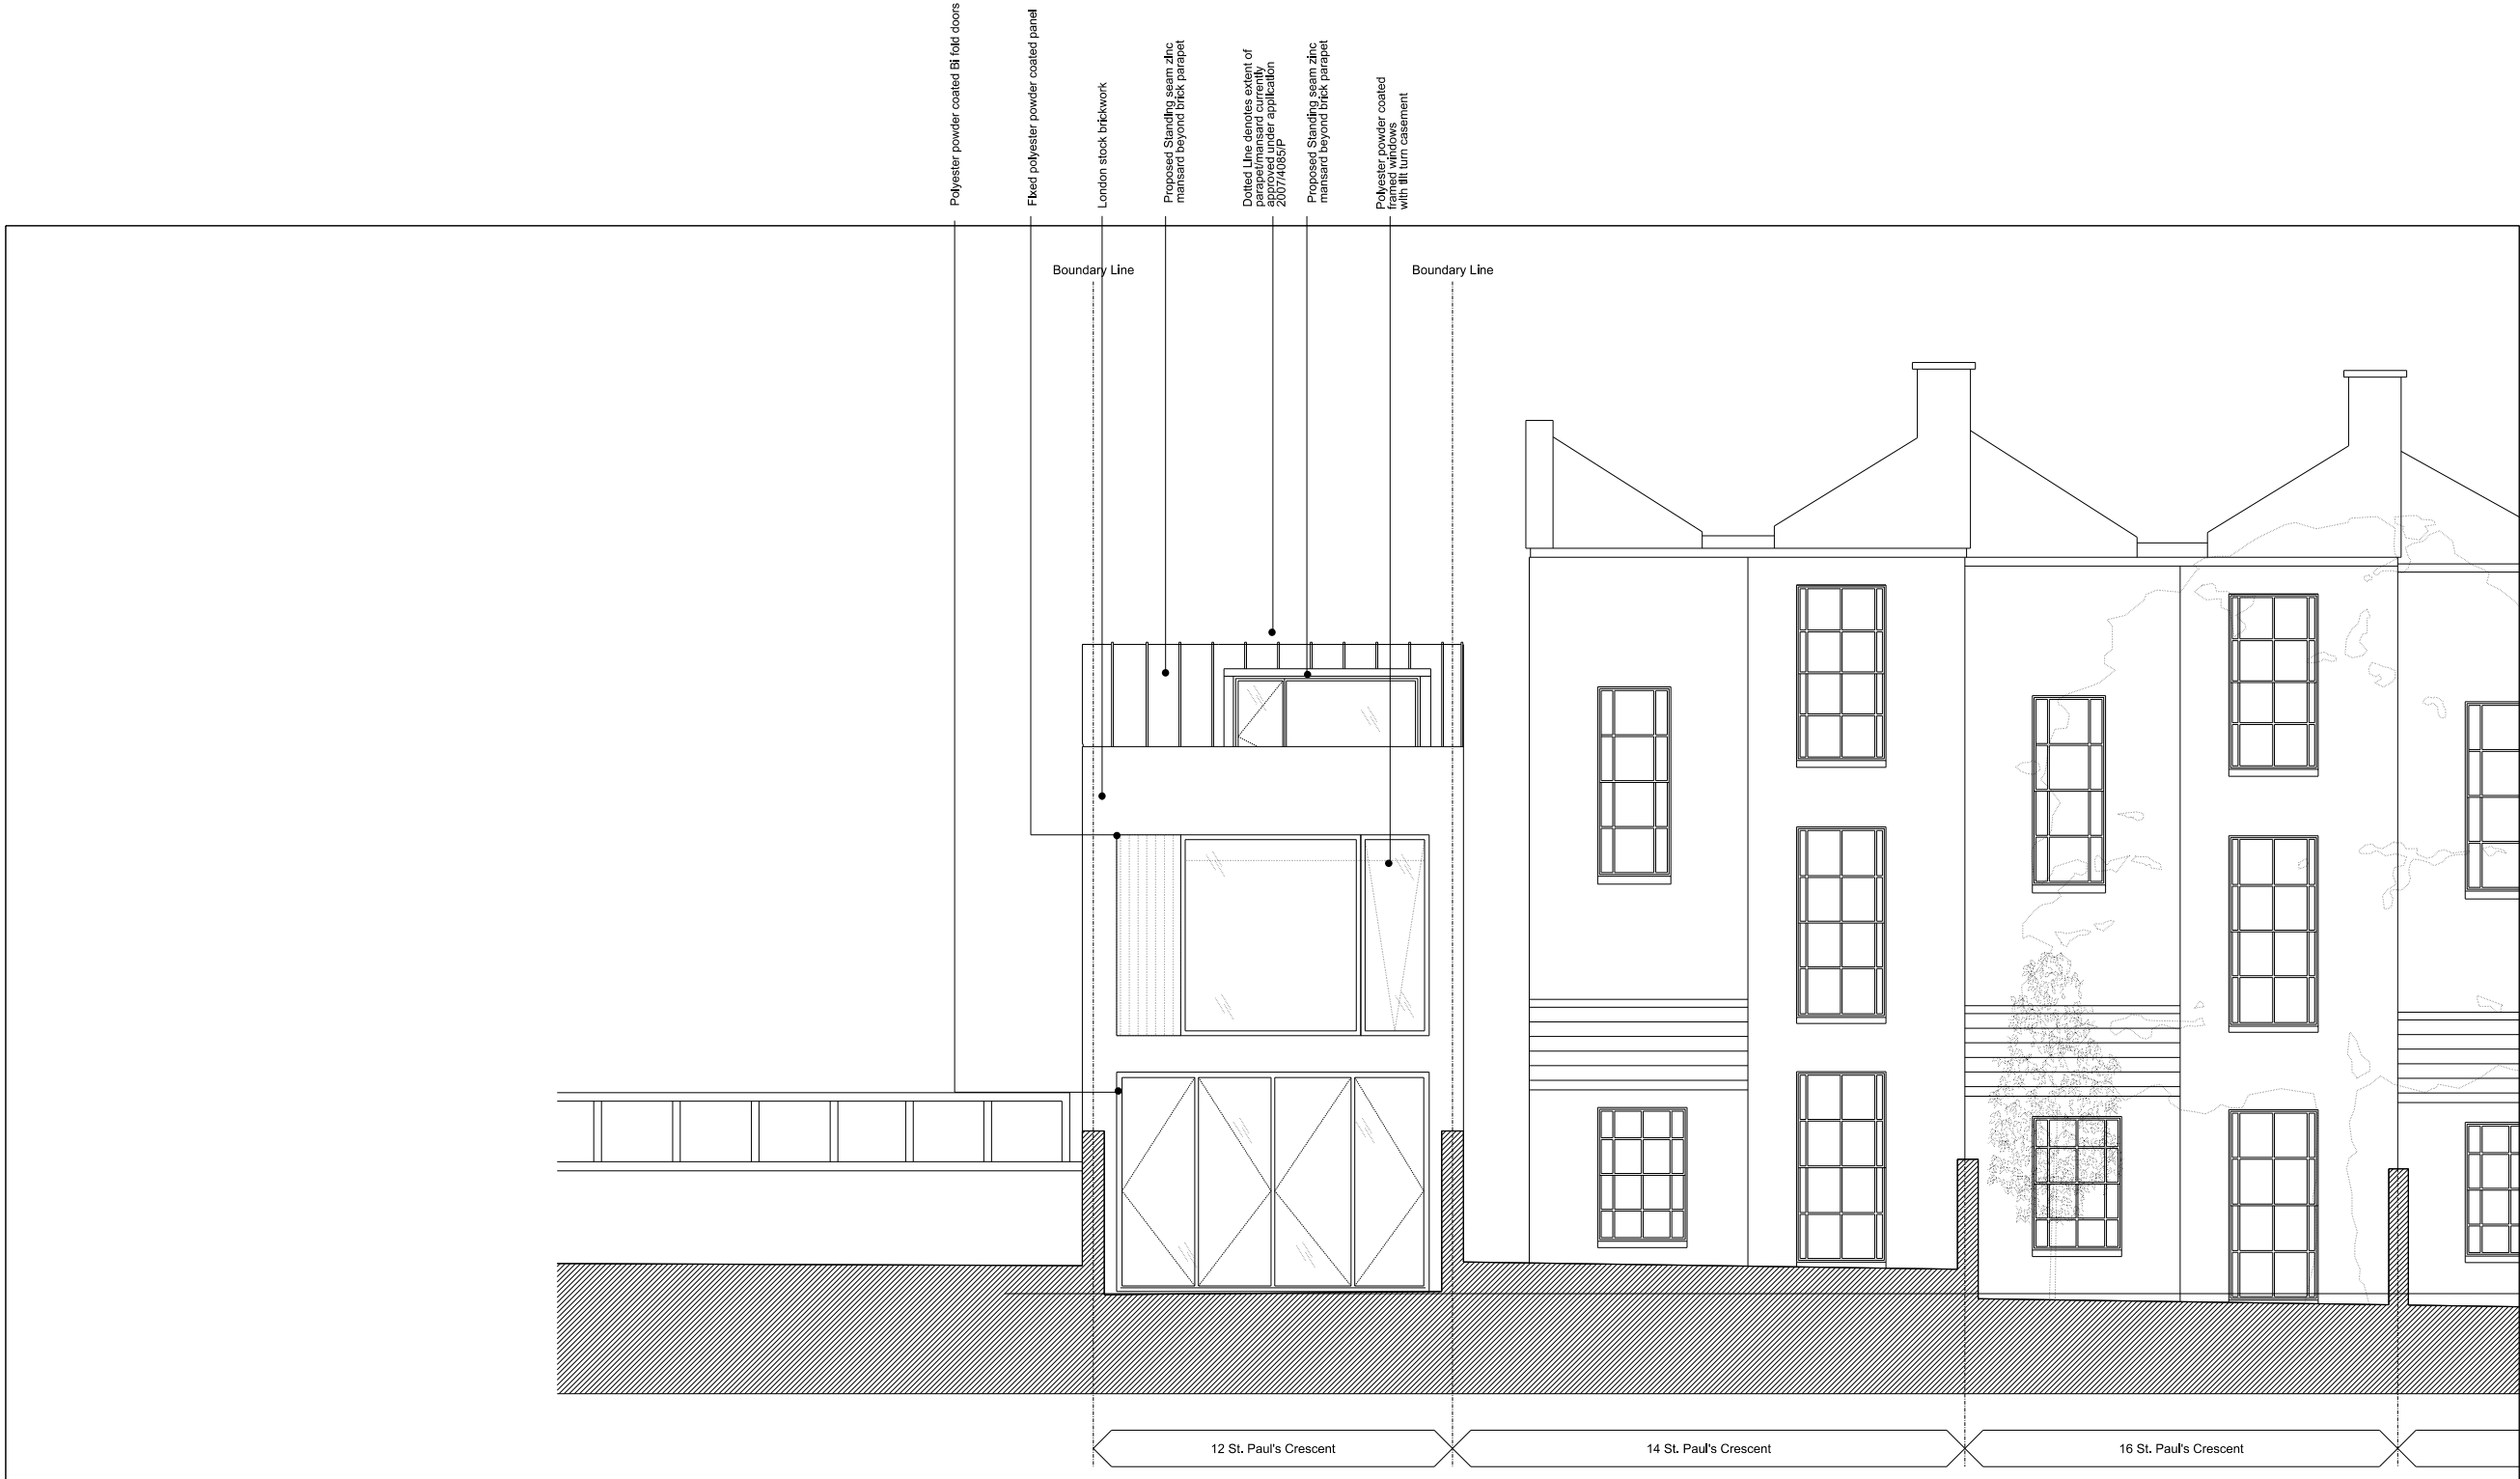 Polyester powder coated Bi fold doors
Fixed polyester powder coated panel
London stock brickwork
Proposed Standing seam zinc
mansard beyond brick parapet
Dotted Line denotes extent of
parapet/mansard currently
approved under application
2007/4085/P
Proposed Standing seam zinc
mansard beyond brick parapet
Polyester powder coated
framed windows
with tilt turn casement
Boundary Line
Boundary Line
12 St. Paul's Crescent
14 St. Paul's Crescent
16 St. Paul's Crescent